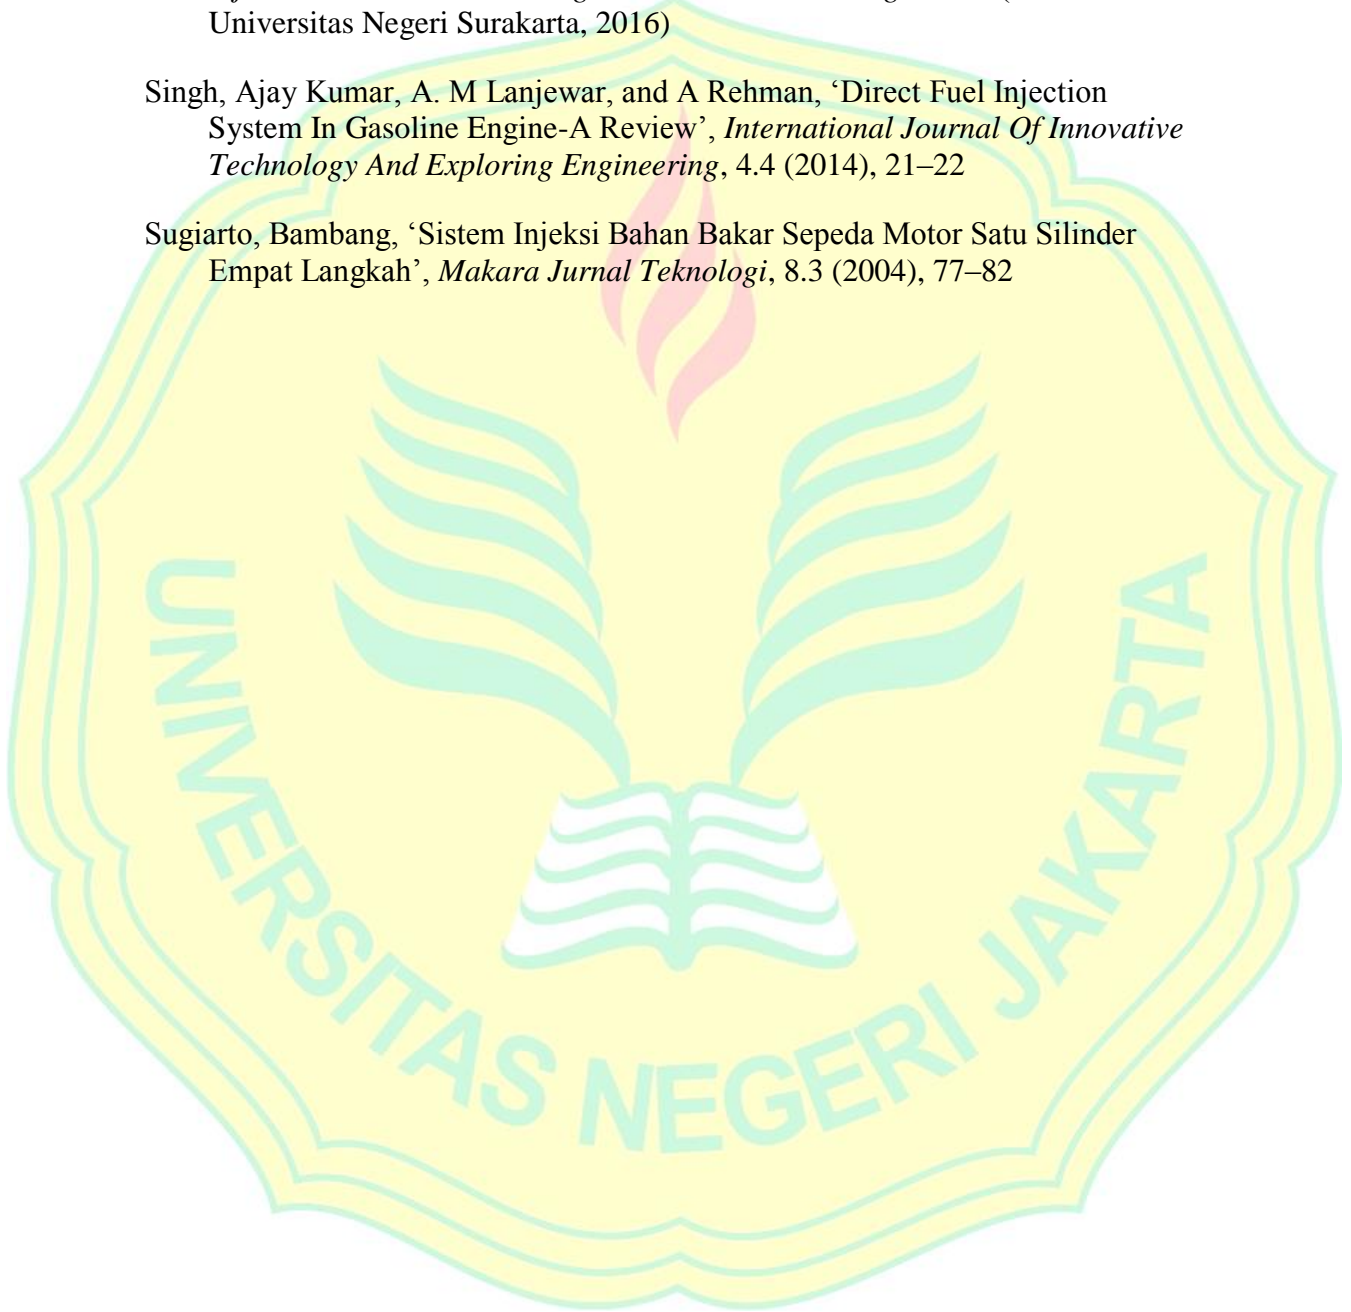 Universitas Negeri Surakarta, 2016)
Singh, Ajay Kumar, A. M Lanjewar, and A Rehman, ‘Direct Fuel Injection
System In Gasoline Engine-A Review’, International Journal Of Innovative
Technology And Exploring Engineering, 4.4 (2014), 21–22
Sugiarto, Bambang, ‘Sistem Injeksi Bahan Bakar Sepeda Motor Satu Silinder
Empat Langkah’, Makara Jurnal Teknologi, 8.3 (2004), 77–82
UNIVERSITAS NEGERI JAKARTA